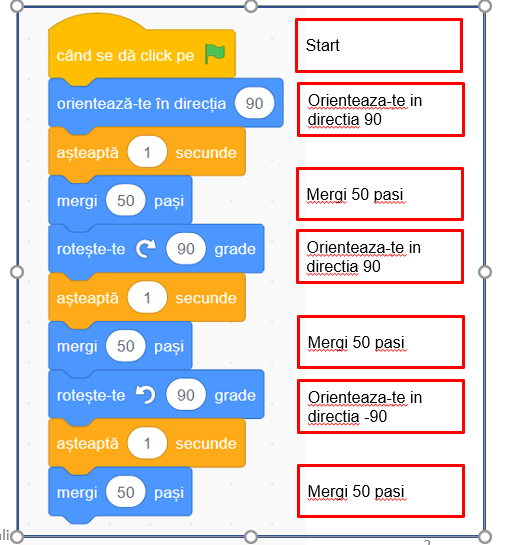 când se dă click pe
Start
orientează-te în direcția 90
Orienteaza-te in
directia 90
așteaptă 1 secunde
mergi 50 pași
Mergi 50 pasi
rotește-te 90 grade
Orienteaza-te in
directia 90
așteaptă 1 secunde
mergi 50 pași
Mergi 50 pasi
rotește-te 90 grade
Orienteaza-te in
directia -90
așteaptă 1 secunde
mergi 50 pași
Mergi 50 pasi
ali